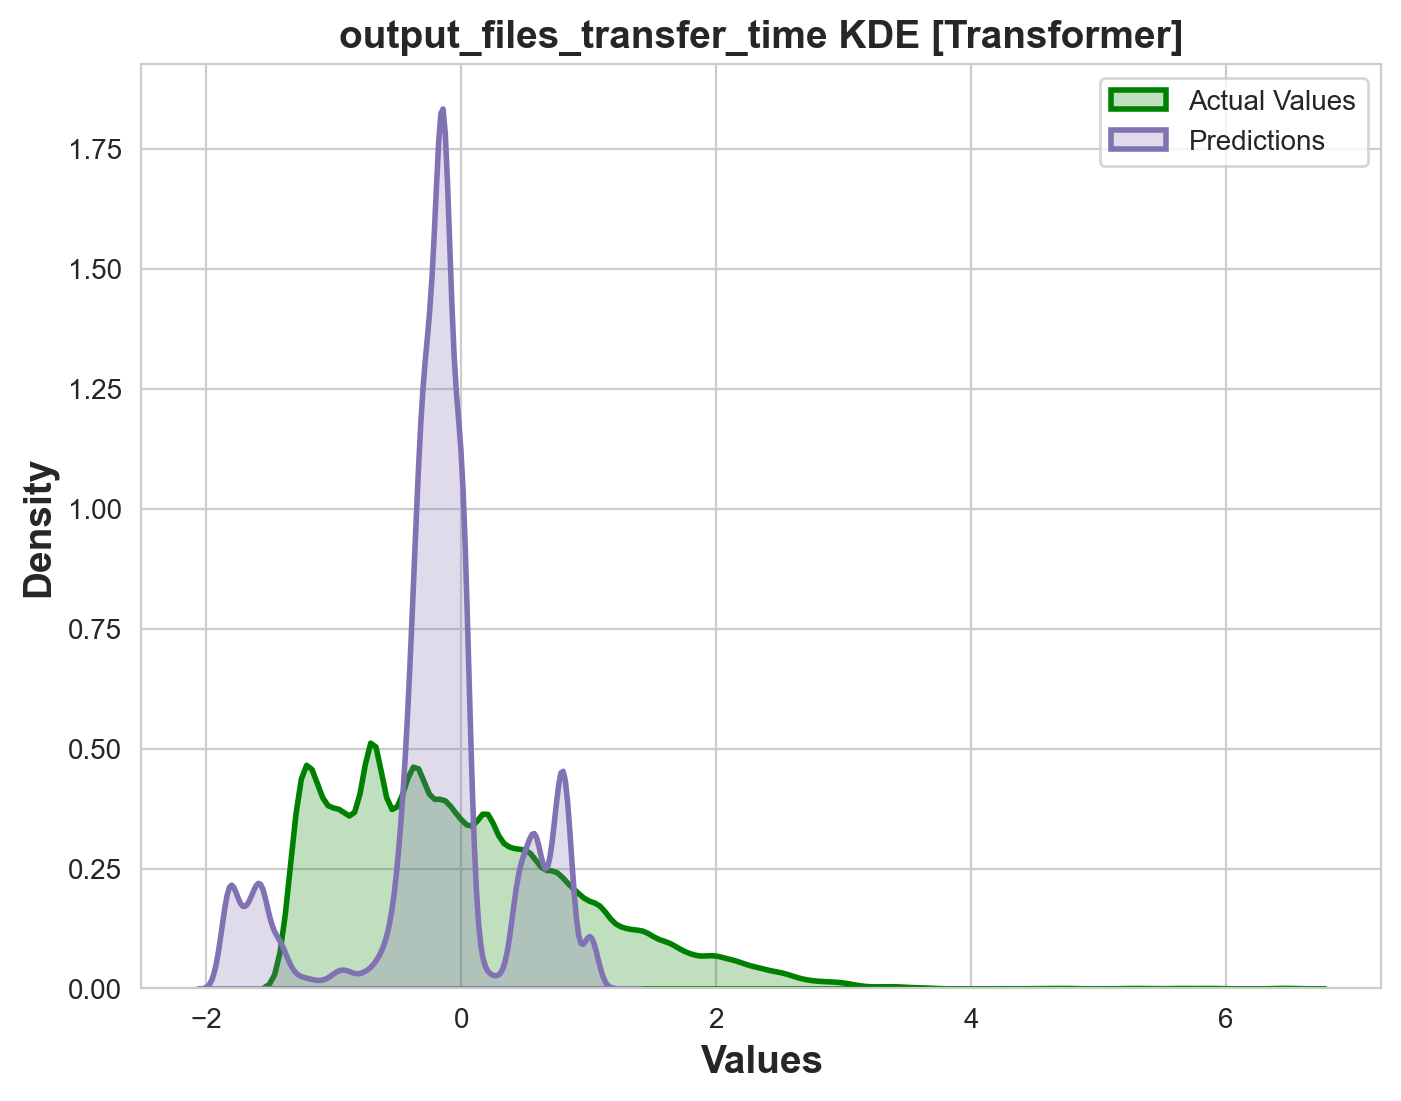 output_files_transfer_time KDE [Transformer]
Actual Values
Predictions
1.75
1.50
1.25
1.00
0.75
0.50
0.25
0.00
Density
−2
0
2
4
6
Values